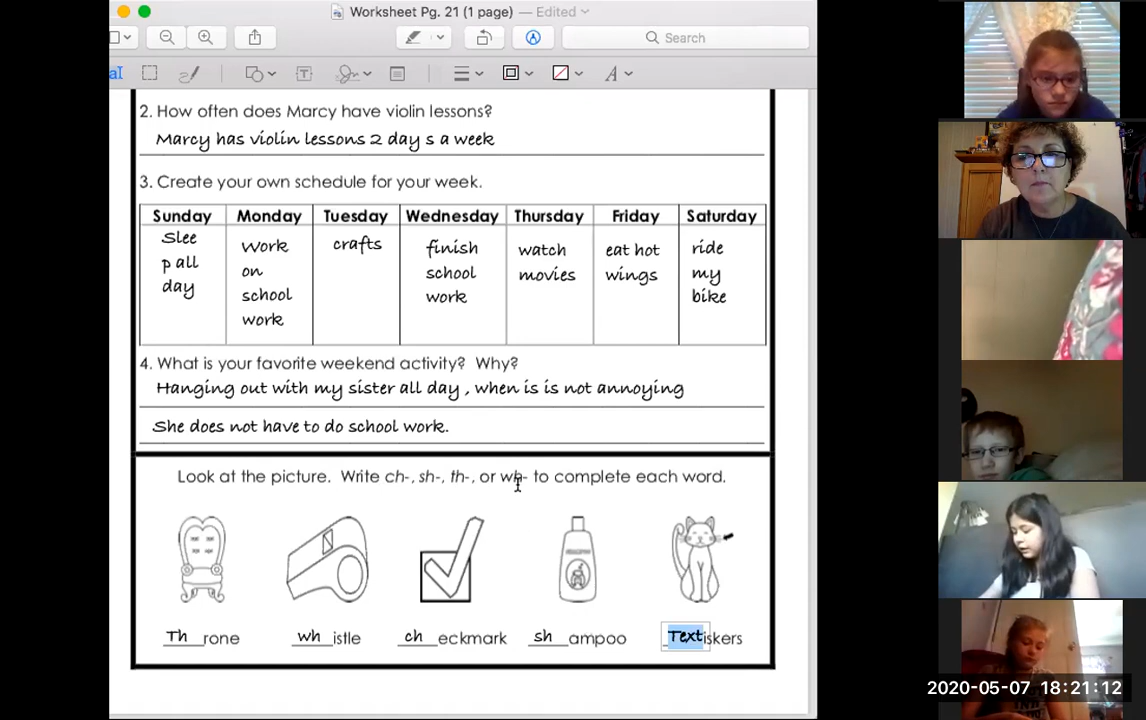 Worksheet Pg. 21 (1 page) — Edited
Search
2. How often does Marcy have violin lessons?
Marcy has violin lessons 2 day s a week
3. Create your own schedule for your week.
Sunday Monday Tuesday Wednesday Thursday Friday Saturday
Slee
p all
day
Work
on
school
work
crafts
finish
school
work
watch
movies
eat hot
wings
ride
my
bike
4. What is your favorite weekend activity? Why?
Hanging out with my sister all day , when is is not annoying
She does not have to do school work.
Look at the picture. Write ch-, sh-, th-, or wh- to complete each word.
Th rone wh istle ch eckmark sh ampoo Text iskers
2020-05-07 18:21:12